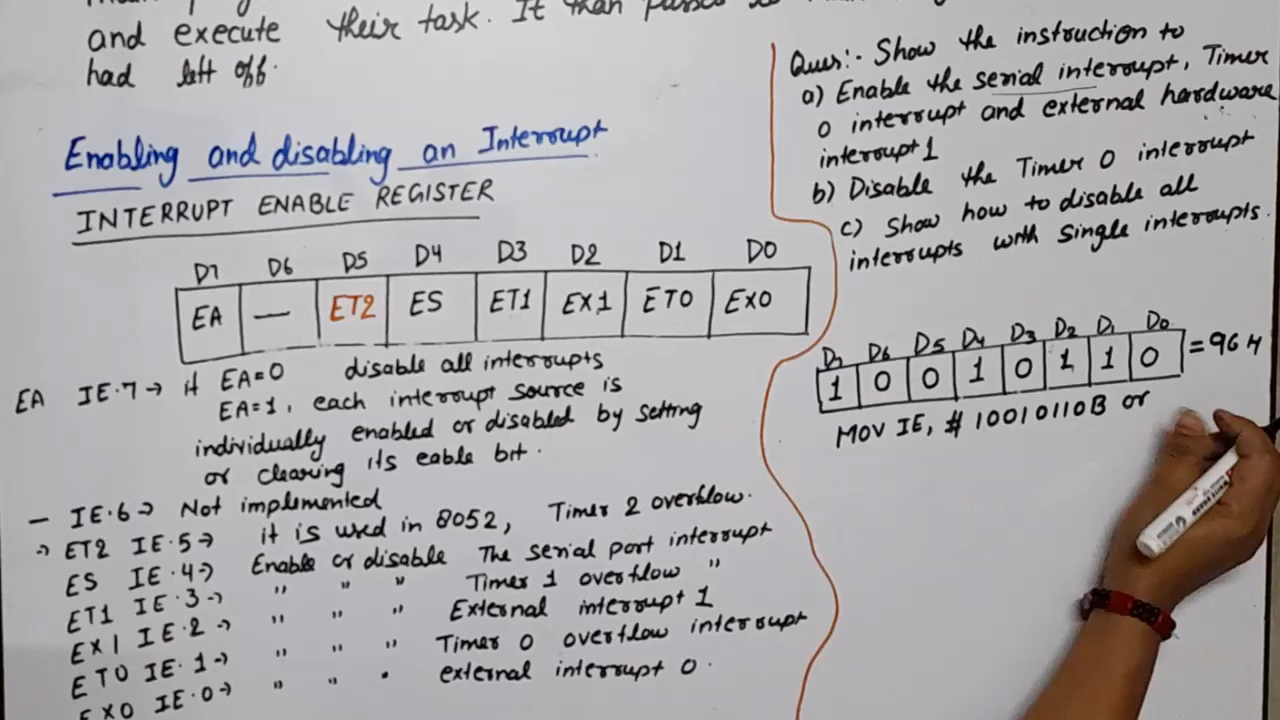 and execute their task. It than passes
had left off.
Enabling and disabling an Interrupt
INTERRUPT ENABLE REGISTER
D7 D6 D5 D4 D3 D2 D1 D0
EA — ET2 ES ET1 EX1 ET0 EX0
EA IE.7→ if EA=0 disable all interrupts
EA=1, each interrupt source is
individually enabled or disabled by setting
or clearing its eable bit.
— IE.6→ Not implemented
→ ET2 IE.5→ it is used in 8052, Timer 2 overflow.
ES IE.4→ Enable or disable The serial port interrupt
ET1 IE.3→ " " " Timer 1 overflow "
EX1 IE.2→ " " " External interrupt 1
ET0 IE.1→ " " " Timer 0 overflow interrupt
EX0 IE.0→ " " " external interrupt 0.
Ques:- Show the instruction to
a) Enable the serial interrupt, Timer
0 interrupt and external hardware
interrupt 1
b) Disable the Timer 0 interrupt
c) Show how to disable all
interrupts with single interrupts.
D7 D6 D5 D4 D3 D2 D1 D0
1 0 0 1 0 1 1 0 = 96H
MOV IE, # 10010110B or